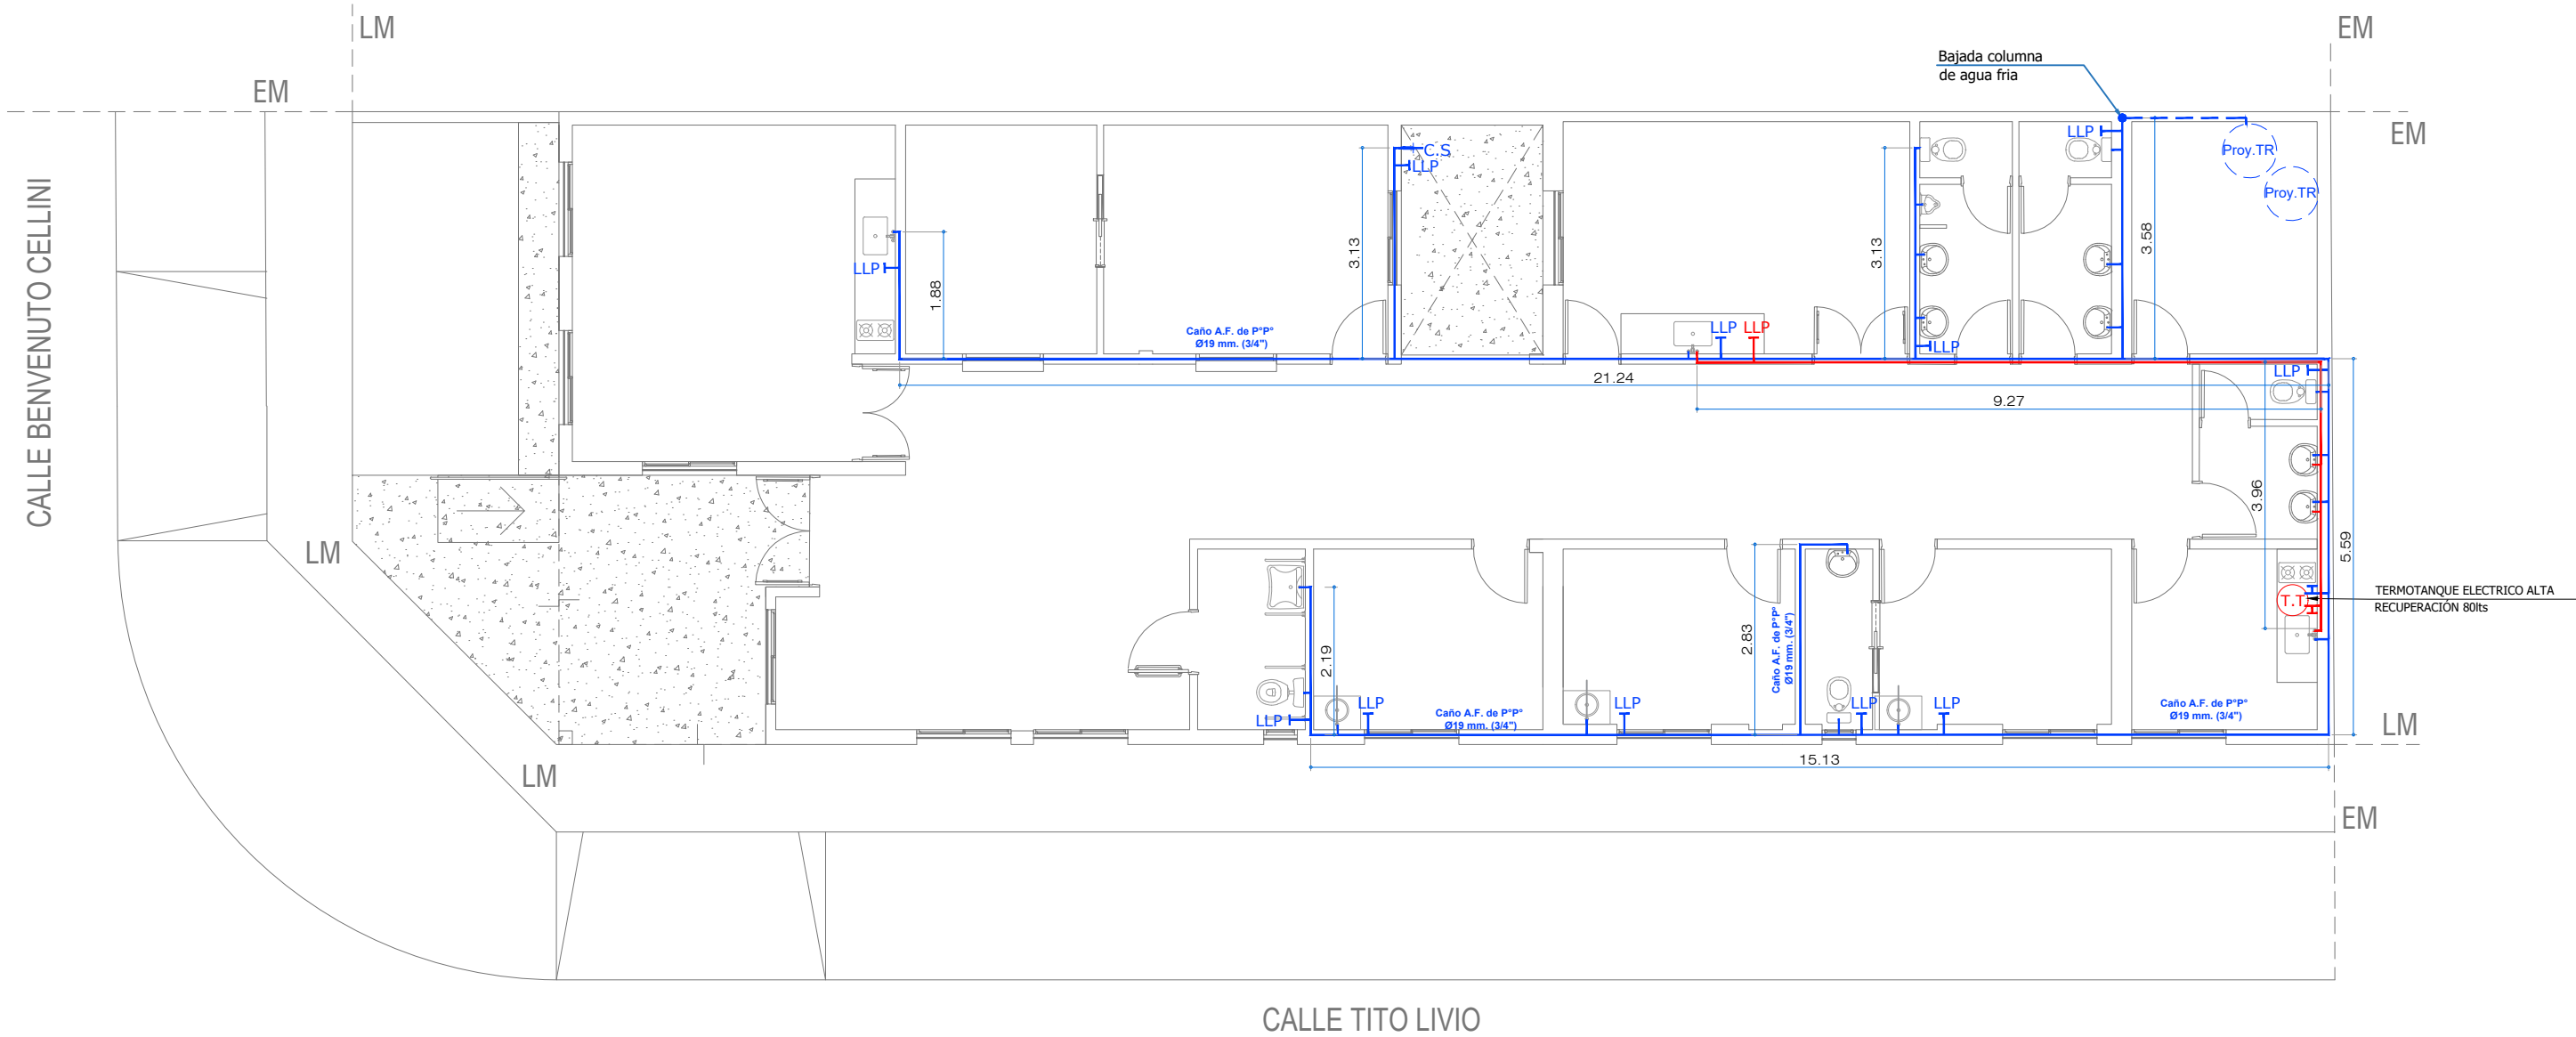 LM
EM
EM
Bajada columna
de agua fria
EM
LLP
Proy.TR
Proy.TR
C.S
LLP
3.13
3.13
3.58
CALLE BENVENUTO CELLINI
LLP
1.88
Caño A.F. de P°P°
Ø19 mm. (3/4")
LLP
LLP
LLP
21.24
9.27
LLP
3.96
5.59
LM
T.T.
TERMOTANQUE ELECTRICO ALTA
RECUPERACIÓN 80lts
2.19
2.83
Caño A.F. de P°P°
Ø19 mm. (3/4")
LLP
LLP
Caño A.F. de P°P°
Ø19 mm. (3/4")
LLP
LLP
LLP
Caño A.F. de P°P°
Ø19 mm. (3/4")
LM
15.13
LM
EM
CALLE TITO LIVIO